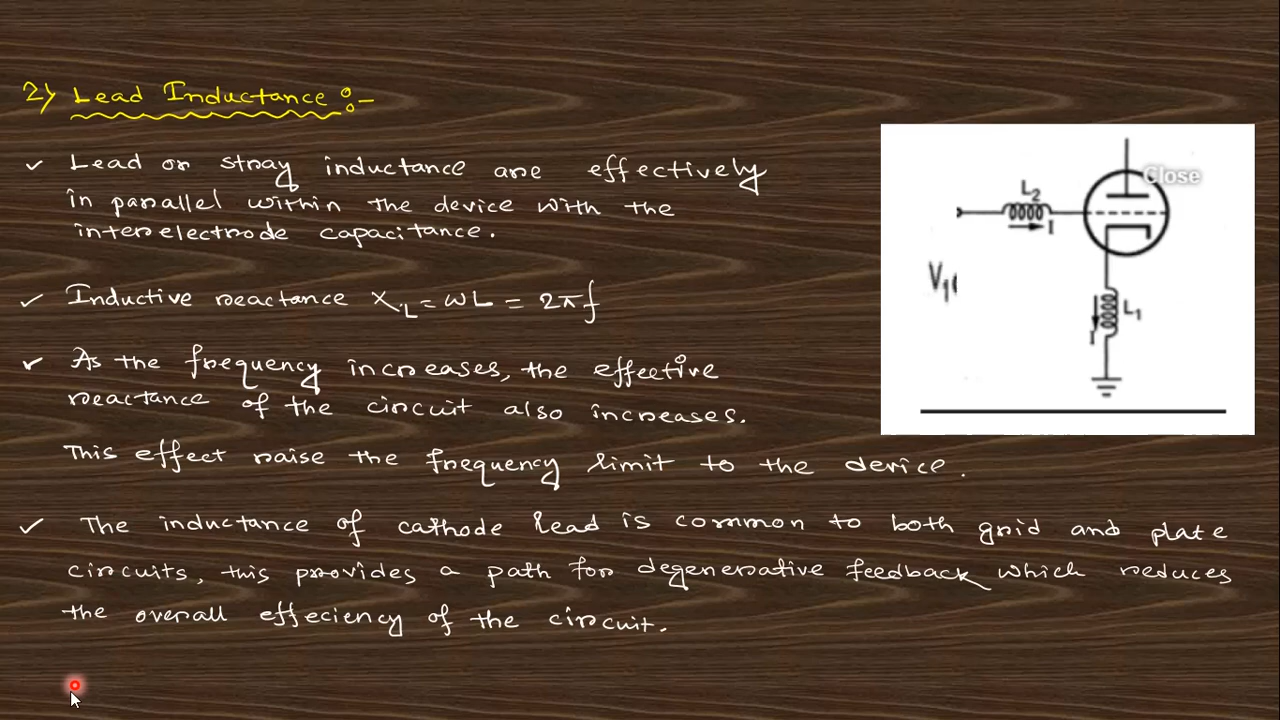 2) Lead Inductance :-
✓ Lead or stray inductance are effectively
in parallel within the device with the
interelectrode capacitance.
✓ Inductive reactance X_L = ωL = 2πf
✓ As the frequency increases, the effective
reactance of the circuit also increases.
This effect raise the frequency limit to the device.
✓ The inductance of cathode lead is common to both grid and plate
circuits, this provides a path for degenerative feedback which reduces
the overall effeciency of the circuit.
Close
L2
I
V1
L1
I